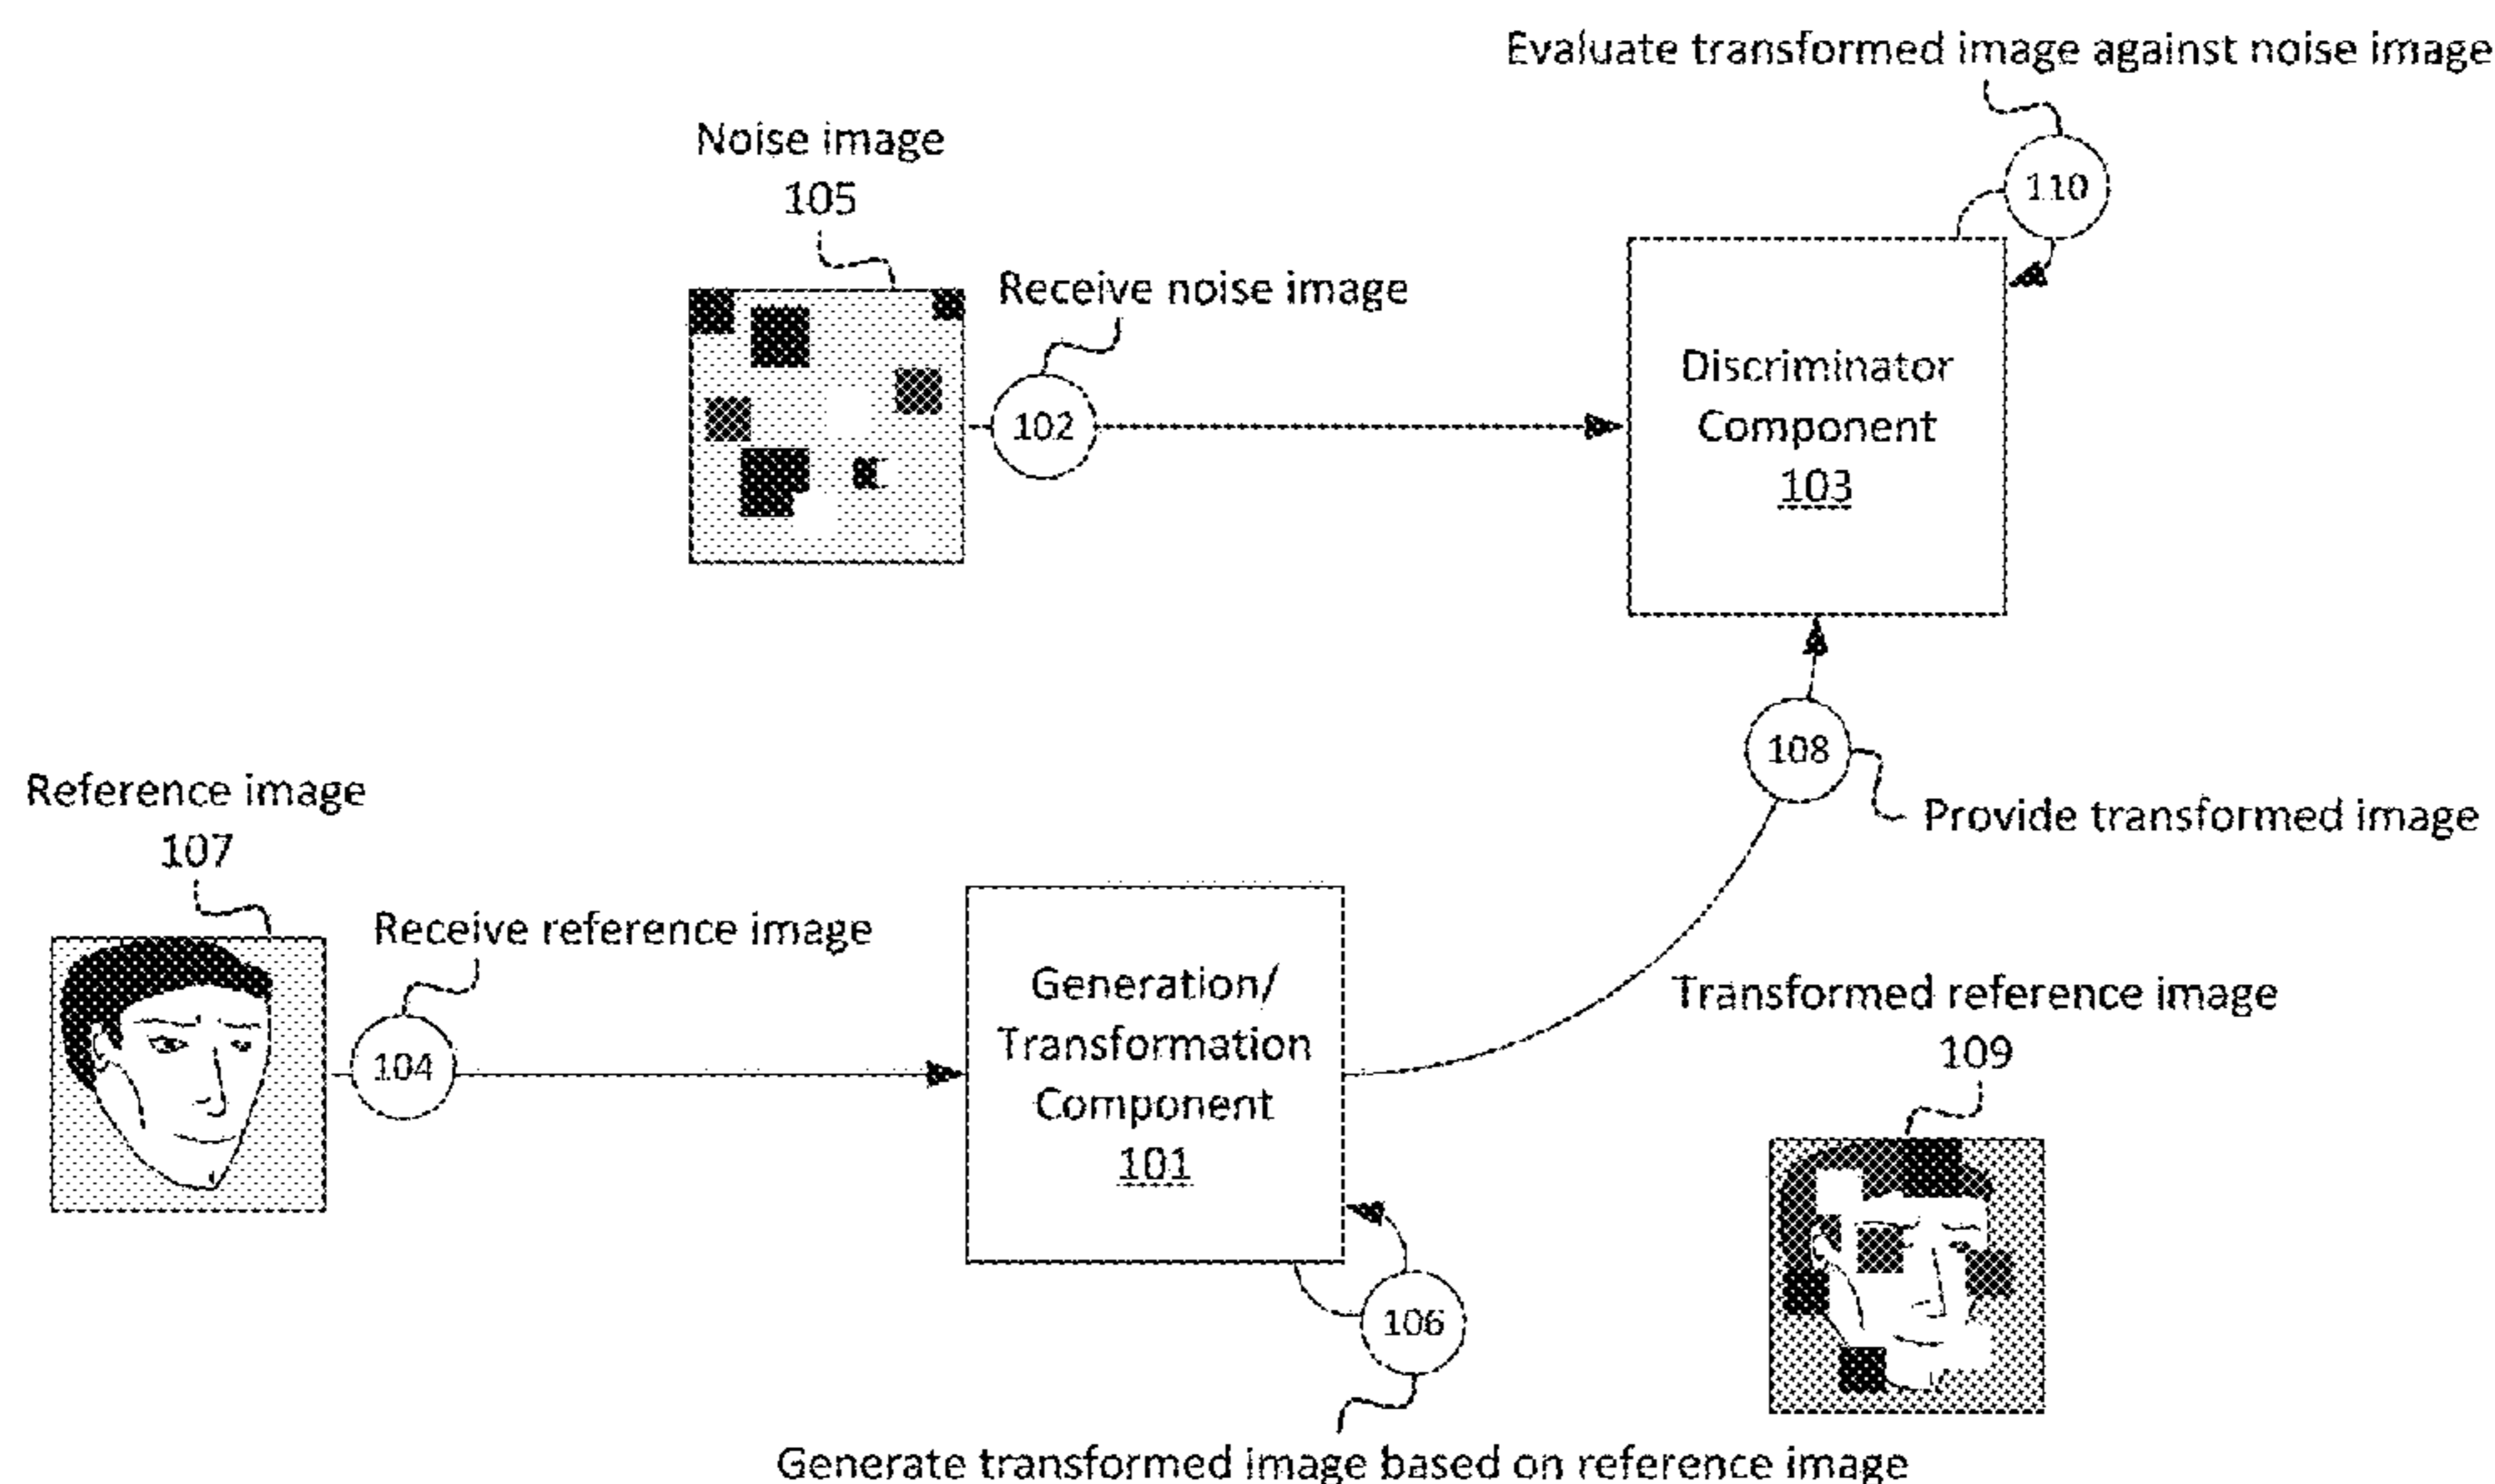 Evaluate transformed image against noise image
110
Noise image
105
Receive noise image
102
Discriminator
Component
103
108
Provide transformed image
Reference image
107
Receive reference image
104
Generation/
Transformation
Component
101
Transformed reference image
109
106
Generate transformed image based on reference image